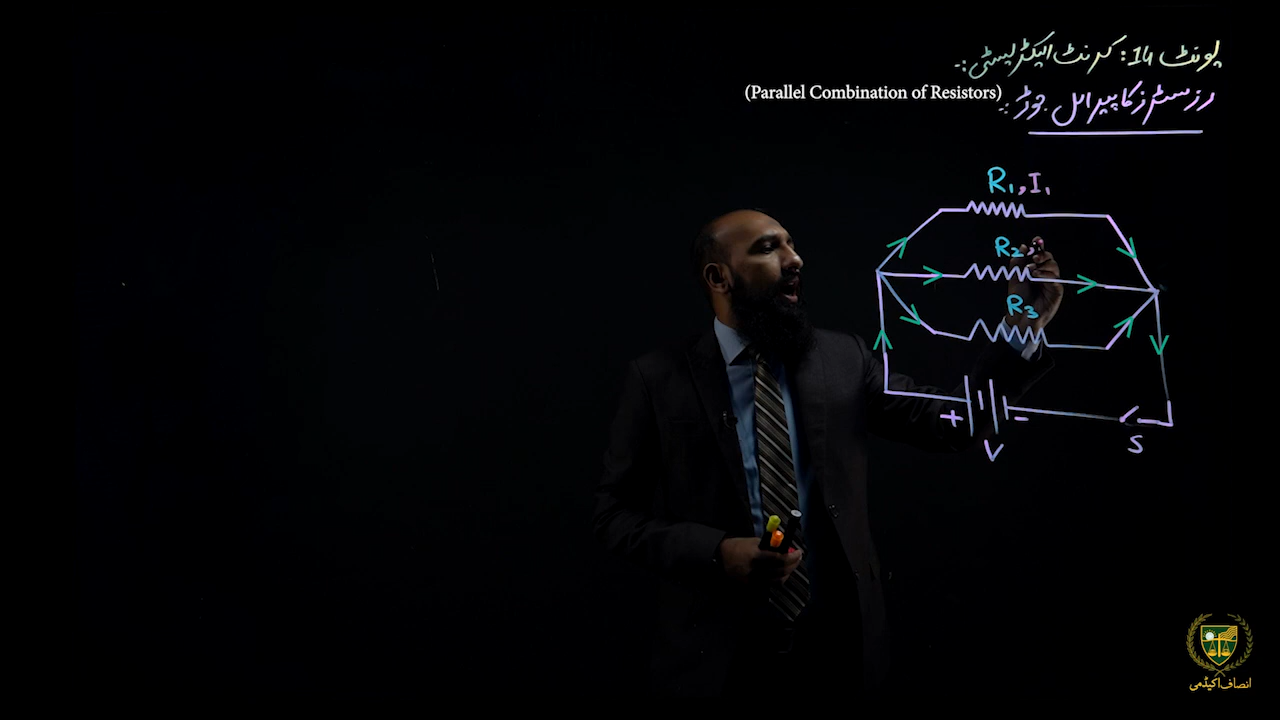 یونٹ 14: کرنٹ الیکٹریسٹی :-
(Parallel Combination of Resistors)
رزسٹرز کا پیرالل جوڑ :-
R1, I1
R2,
R3
+ -
V
S
انصاف اکیڈمی